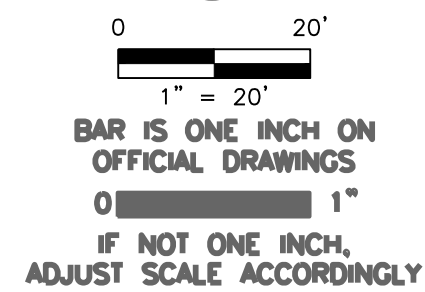 0 20'
1" = 20'
BAR IS ONE INCH ON
OFFICIAL DRAWINGS
0 1"
IF NOT ONE INCH,
ADJUST SCALE ACCORDINGLY